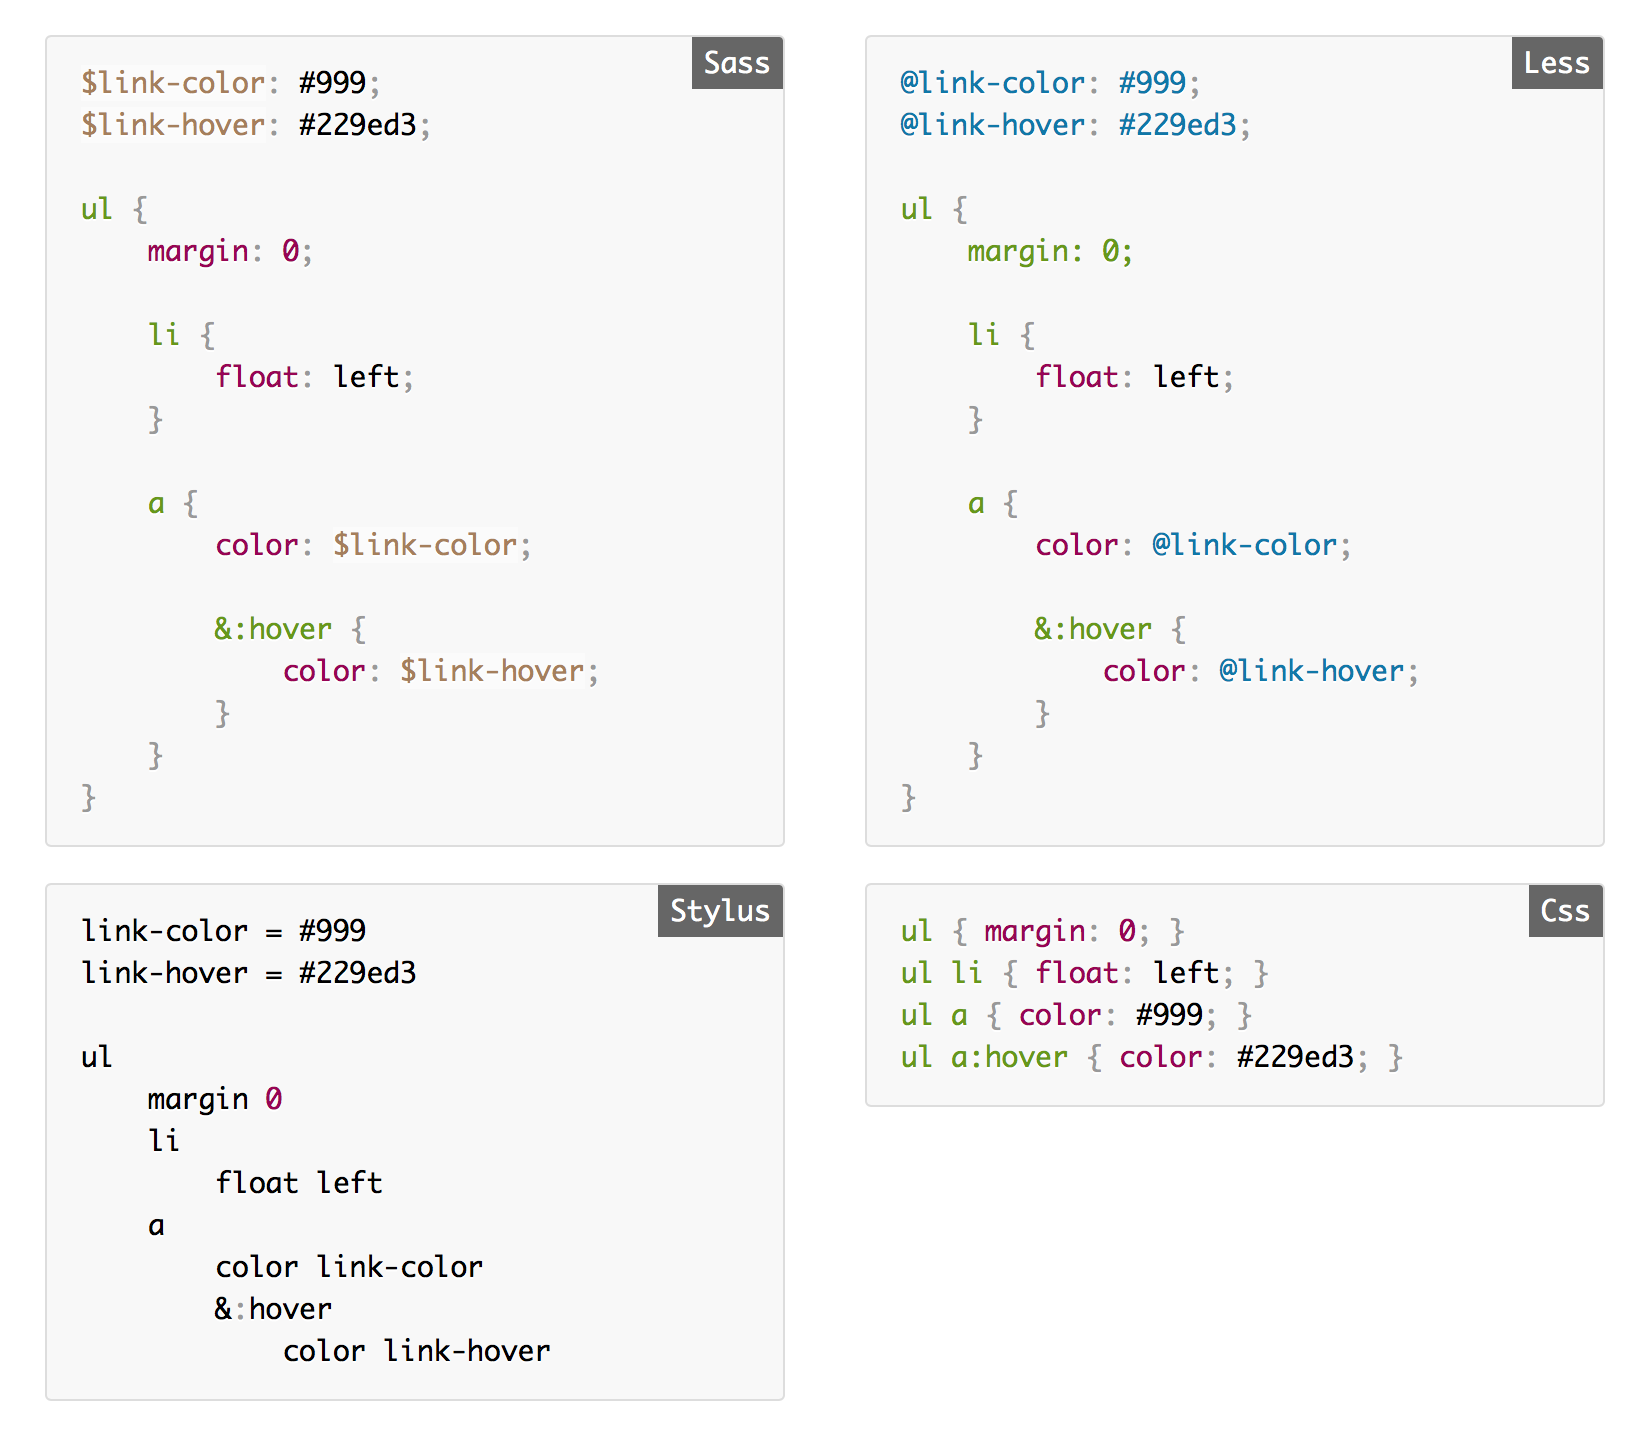 Sass
$link-color: #999;
$link-hover: #229ed3;
ul {
margin: 0;
li {
float: left;
}
a {
color: $link-color;
&:hover {
color: $link-hover;
}
}
}
Less
@link-color: #999;
@link-hover: #229ed3;
ul {
margin: 0;
li {
float: left;
}
a {
color: @link-color;
&:hover {
color: @link-hover;
}
}
}
Stylus
link-color = #999
link-hover = #229ed3
ul
margin 0
li
float left
a
color link-color
&:hover
color link-hover
Css
ul { margin: 0; }
ul li { float: left; }
ul a { color: #999; }
ul a:hover { color: #229ed3; }